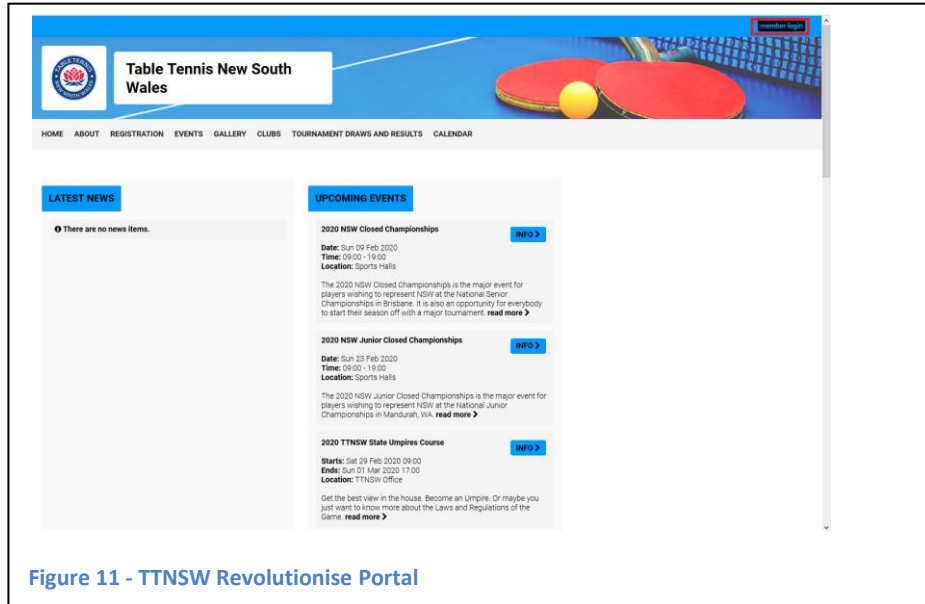 member login
TABLE TENNIS
NEW SOUTH WALES
Table Tennis New South
Wales
HOME ABOUT REGISTRATION EVENTS GALLERY CLUBS TOURNAMENT DRAWS AND RESULTS CALENDAR
LATEST NEWS
There are no news items.
UPCOMING EVENTS
2020 NSW Closed Championships
INFO
Date: Sun 09 Feb 2020
Time: 09:00 - 19:00
Location: Sports Halls
The 2020 NSW Closed Championships is the major event for
players wishing to represent NSW at the National Senior
Championships in Brisbane. It is also an opportunity for everybody
to start their season off with a major tournament. read more
2020 NSW Junior Closed Championships
INFO
Date: Sun 23 Feb 2020
Time: 09:00 - 19:00
Location: Sports Halls
The 2020 NSW Junior Closed Championships is the major event for
players wishing to represent NSW at the National Junior
Championships in Mandurah, WA. read more
2020 TTNSW State Umpires Course
INFO
Starts: Sat 29 Feb 2020 09:00
Ends: Sun 01 Mar 2020 17:00
Location: TTNSW Office
Get the best view in the house. Become an Umpire. Or maybe you
just want to know more about the Laws and Regulations of the
Game. read more
Figure 11 - TTNSW Revolutionise Portal